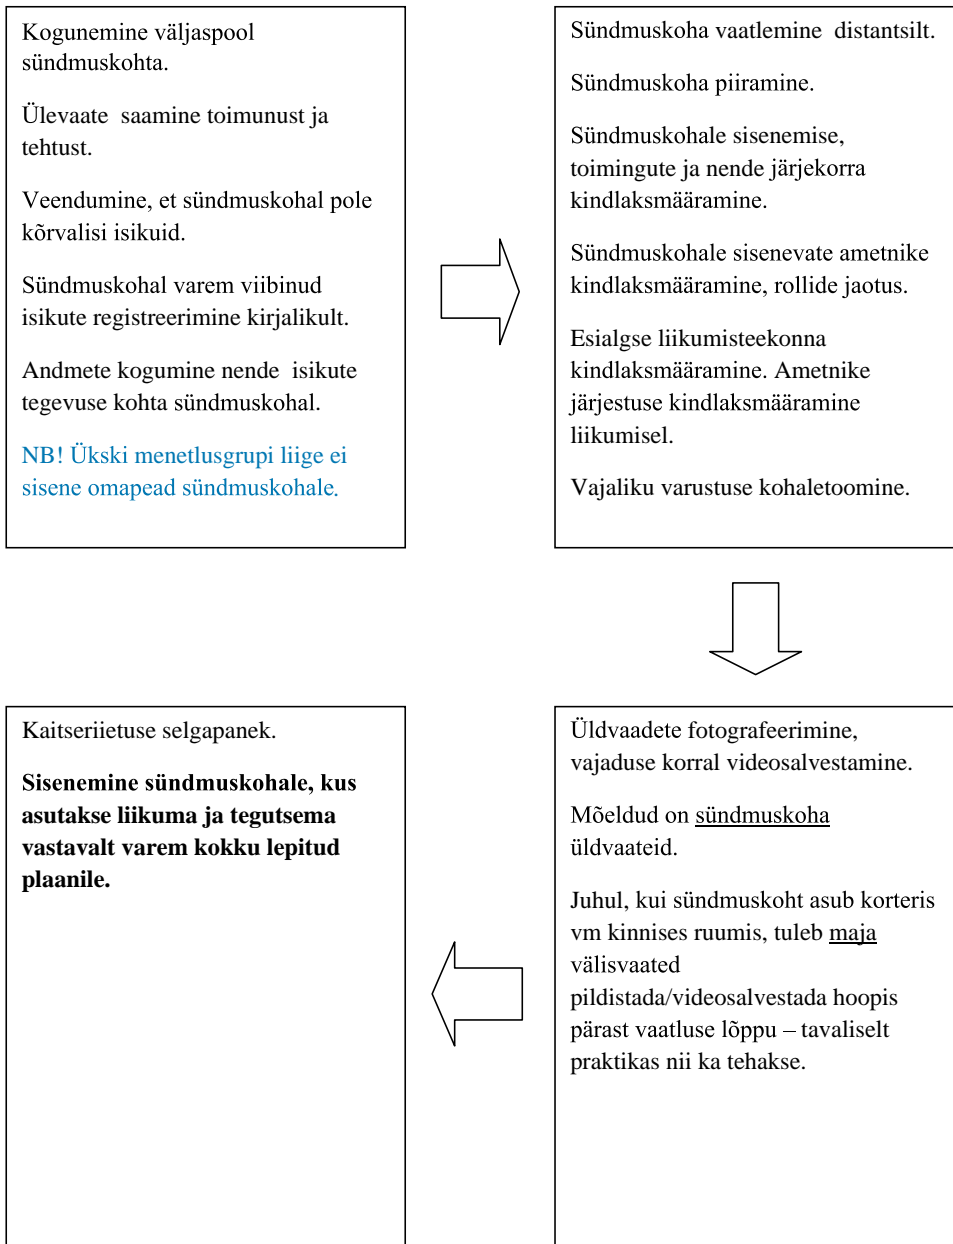 Kogunemine väljaspool
sündmuskohta.
Ülevaate saamine toimunust ja
tehtust.
Veendumine, et sündmuskohal pole
kõrvalisi isikuid.
Sündmuskohal varem viibinud
isikute registreerimine kirjalikult.
Andmete kogumine nende isikute
tegevuse kohta sündmuskohal.
NB! Ükski menetlusgrupi liige ei
sisene omapead sündmuskohale.
Sündmuskoha vaatlemine distantsilt.
Sündmuskoha piiramine.
Sündmuskohale sisenemise,
toimingute ja nende järjekorra
kindlaksmääramine.
Sündmuskohale sisenevate ametnike
kindlaksmääramine, rollide jaotus.
Esialgse liikumisteekonna
kindlaksmääramine. Ametnike
järjestuse kindlaksmääramine
liikumisel.
Vajaliku varustuse kohaletoomine.
Üldvaadete fotografeerimine,
vajaduse korral videosalvestamine.
Mõeldud on sündmuskoha
üldvaateid.
Juhul, kui sündmuskoht asub korteris
vm kinnises ruumis, tuleb maja
välisvaated
pildistada/videosalvestada hoopis
pärast vaatluse lõppu – tavaliselt
praktikas nii ka tehakse.
Kaitseriietuse selgapanek.
Sisenemine sündmuskohale, kus
asutakse liikuma ja tegutsema
vastavalt varem kokku lepitud
plaanile.